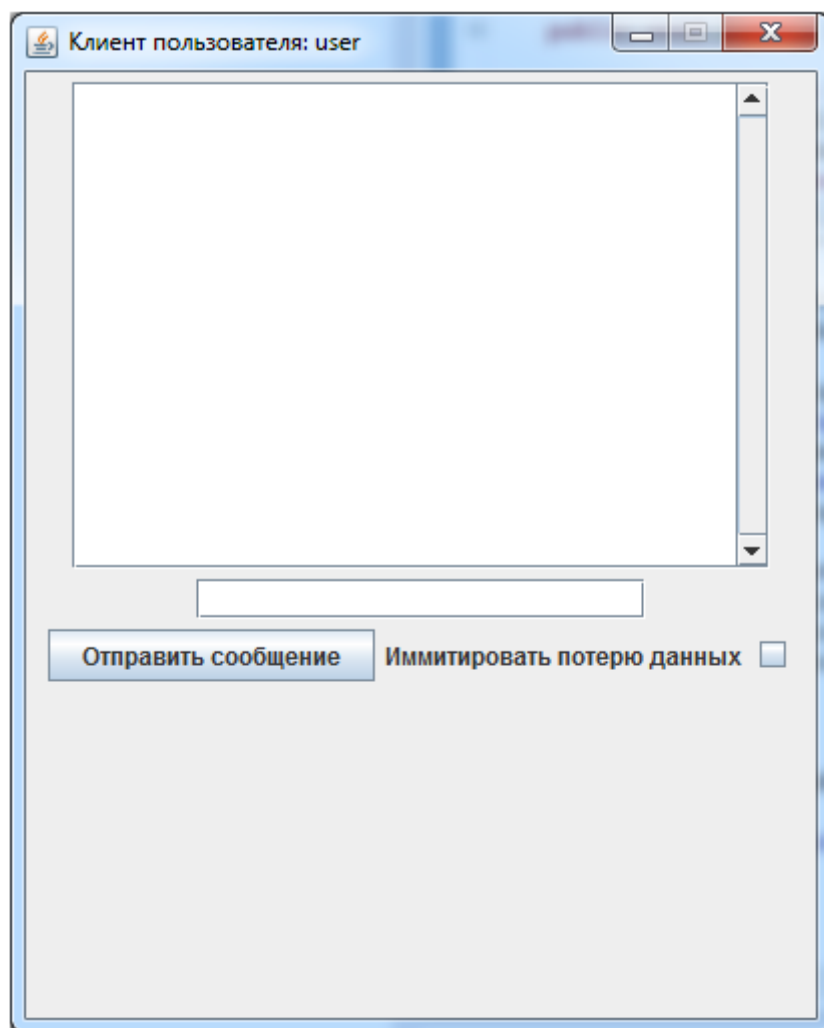 Клиент пользователя: user
Отправить сообщение Иммитировать потерю данных